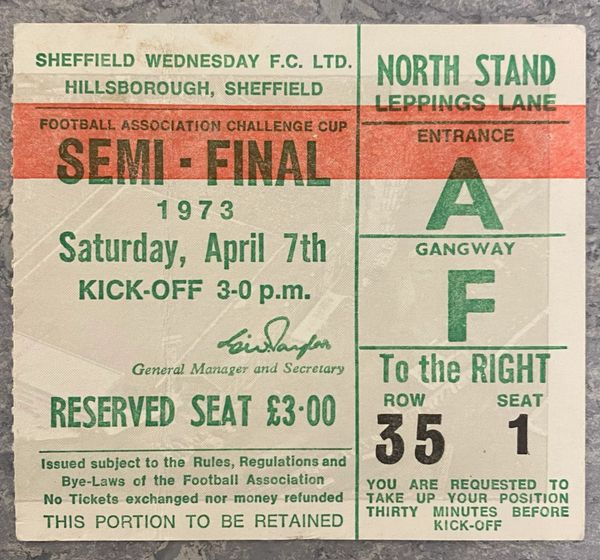 SHEFFIELD WEDNESDAY F.C. LTD.
HILLSBOROUGH, SHEFFIELD
FOOTBALL ASSOCIATION CHALLENGE CUP
SEMI - FINAL
1973
Saturday, April 7th
KICK-OFF 3-0 p.m.
General Manager and Secretary
RESERVED SEAT £3·00
Issued subject to the Rules, Regulations and
Bye-Laws of the Football Association
No Tickets exchanged nor money refunded
THIS PORTION TO BE RETAINED
NORTH STAND
LEPPINGS LANE
ENTRANCE
A
GANGWAY
F
To the RIGHT
ROW SEAT
35 1
YOU ARE REQUESTED TO
TAKE UP YOUR POSITION
THIRTY MINUTES BEFORE
KICK-OFF